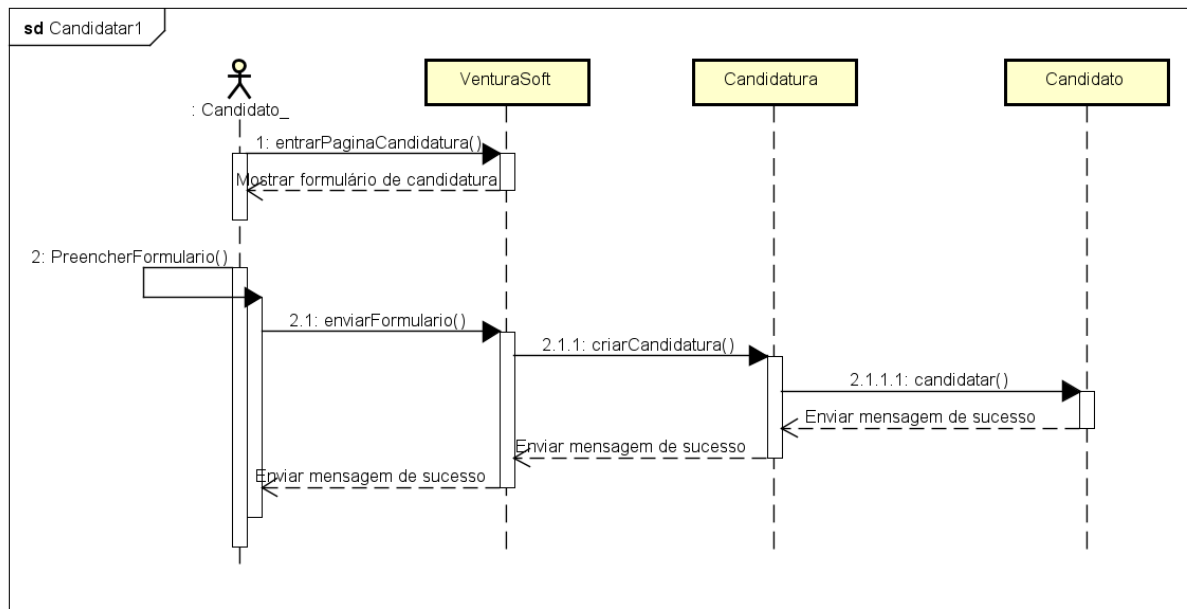 sd Candidatar1
: Candidato_
VenturaSoft
Candidatura
Candidato
1: entrarPaginaCandidatura()
Mostrar formulário de candidatura
2: PreencherFormulario()
2.1: enviarFormulario()
2.1.1: criarCandidatura()
2.1.1.1: candidatar()
Enviar mensagem de sucesso
Enviar mensagem de sucesso
Enviar mensagem de sucesso